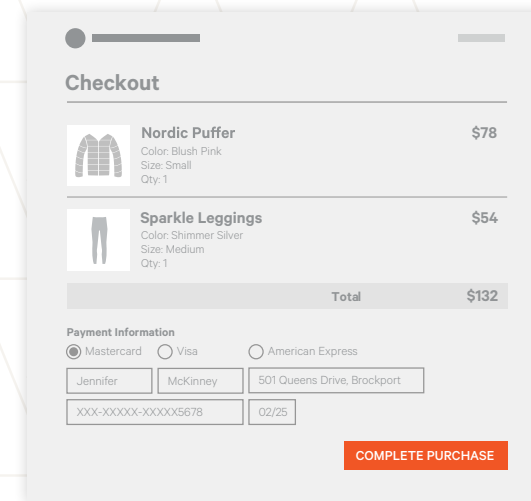 Checkout
Nordic Puffer $78
Color: Blush Pink
Size: Small
Qty: 1
Sparkle Leggings $54
Color: Shimmer Silver
Size: Medium
Qty: 1
Total $132
Payment Information
Mastercard Visa American Express
Jennifer McKinney 501 Queens Drive, Brockport
XXX-XXXXX-XXXXX5678 02/25
COMPLETE PURCHASE